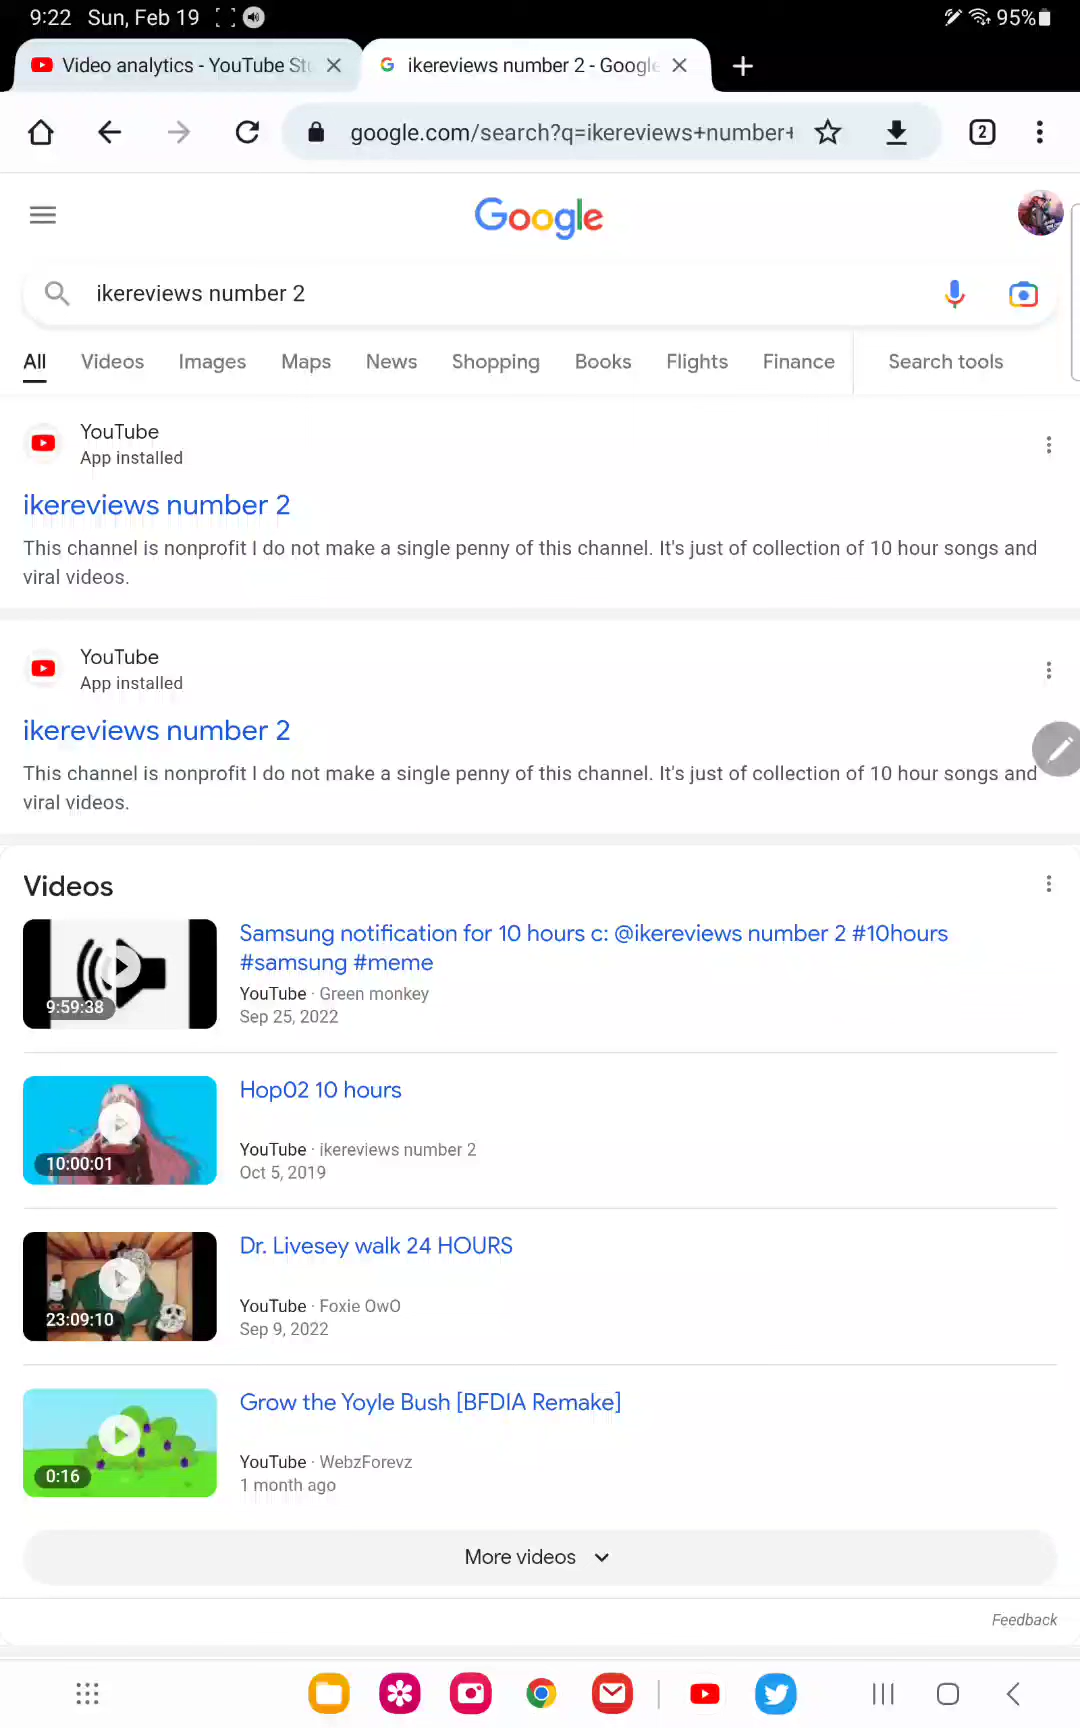 9:22 Sun, Feb 19 95%
Video analytics - YouTube Stu
ikereviews number 2 - Google
google.com/search?q=ikereviews+number+
2
Google
ikereviews number 2
All Videos Images Maps News Shopping Books Flights Finance Search tools
YouTube
App installed
ikereviews number 2
This channel is nonprofit I do not make a single penny of this channel. It's just of collection of 10 hour songs and
viral videos.
YouTube
App installed
ikereviews number 2
This channel is nonprofit I do not make a single penny of this channel. It's just of collection of 10 hour songs and
viral videos.
Videos
Samsung notification for 10 hours c: @ikereviews number 2 #10hours
#samsung #meme
YouTube · Green monkey
Sep 25, 2022
9:59:38
Hop02 10 hours
YouTube · ikereviews number 2
Oct 5, 2019
10:00:01
Dr. Livesey walk 24 HOURS
YouTube · Foxie OwO
Sep 9, 2022
23:09:10
Grow the Yoyle Bush [BFDIA Remake]
YouTube · WebzForevz
1 month ago
0:16
More videos
Feedback